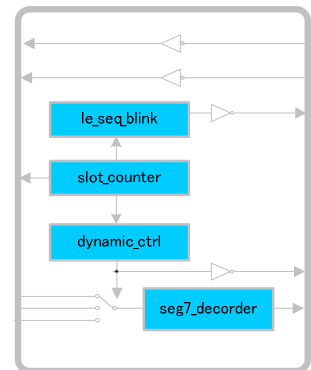 le_seq_blink
slot_counter
dynamic_ctrl
seg7_decorder